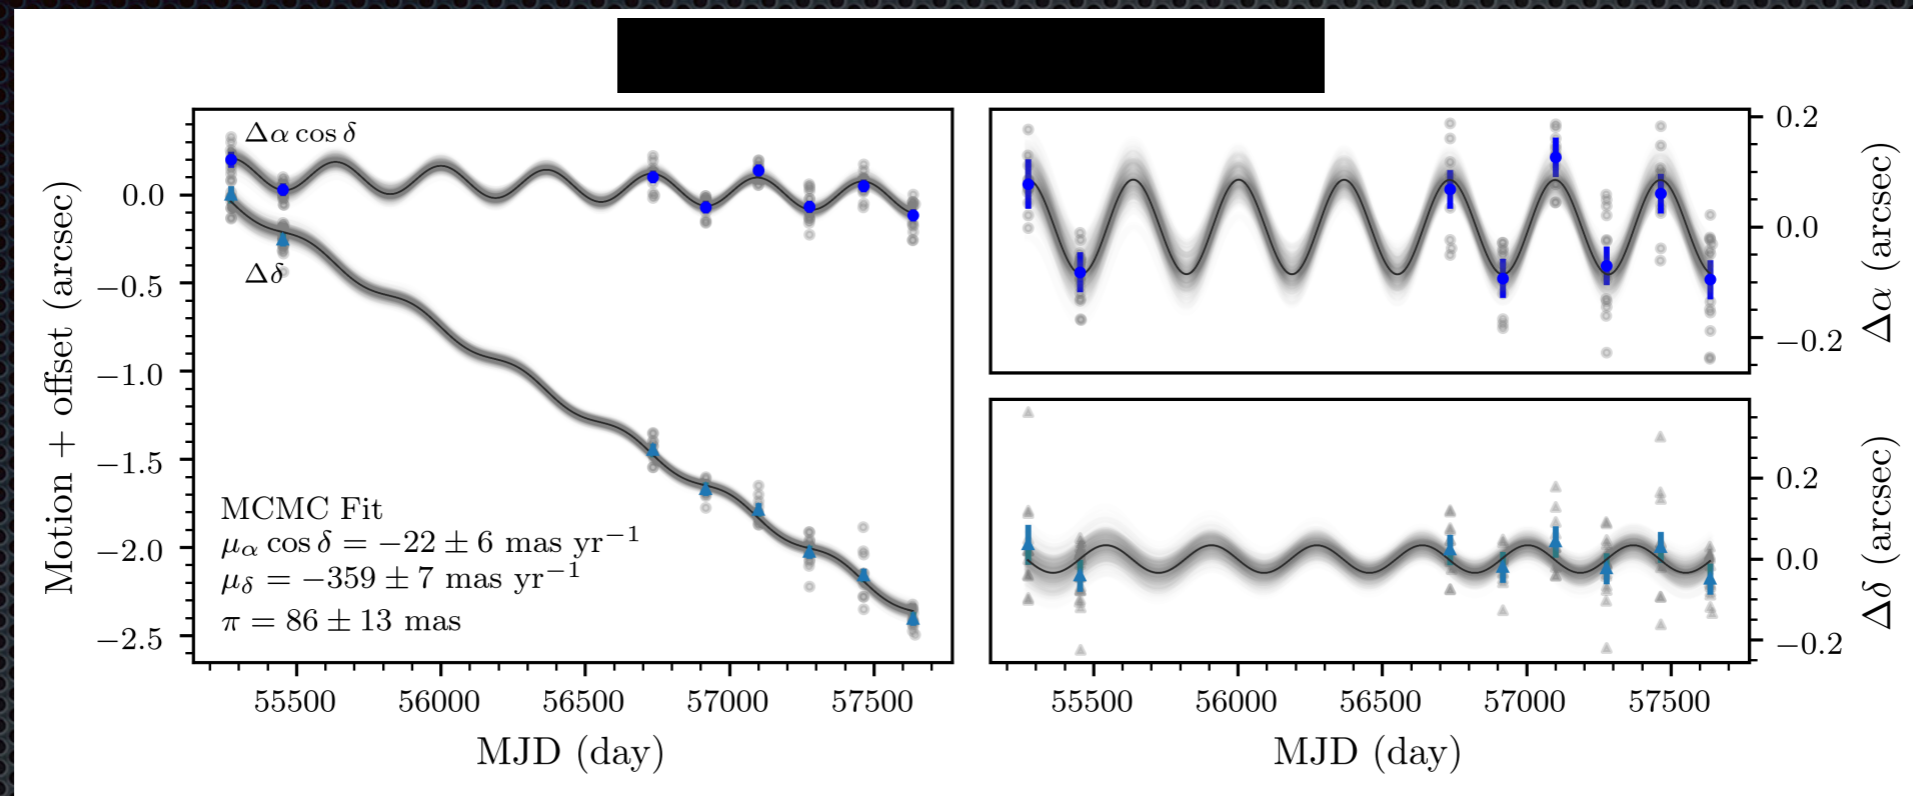 Motion + offset (arcsec)
0.0
−0.5
−1.0
−1.5
−2.0
−2.5
Δα cos δ
Δδ
MCMC Fit
μα cos δ = −22 ± 6 mas yr⁻¹
μδ = −359 ± 7 mas yr⁻¹
π = 86 ± 13 mas
55500 56000 56500 57000 57500
MJD (day)
0.2
0.0
−0.2
Δα (arcsec)
0.2
0.0
−0.2
Δδ (arcsec)
55500 56000 56500 57000 57500
MJD (day)